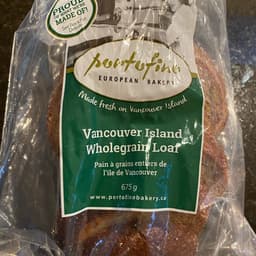 PROUD
MADE OF!
portofino
EUROPEAN BAKERY
Made fresh on Vancouver Island
Vancouver Island
Wholegrain Loaf
Pain à grains entiers de
l'île de Vancouver
675g
www.portofinobakery.ca